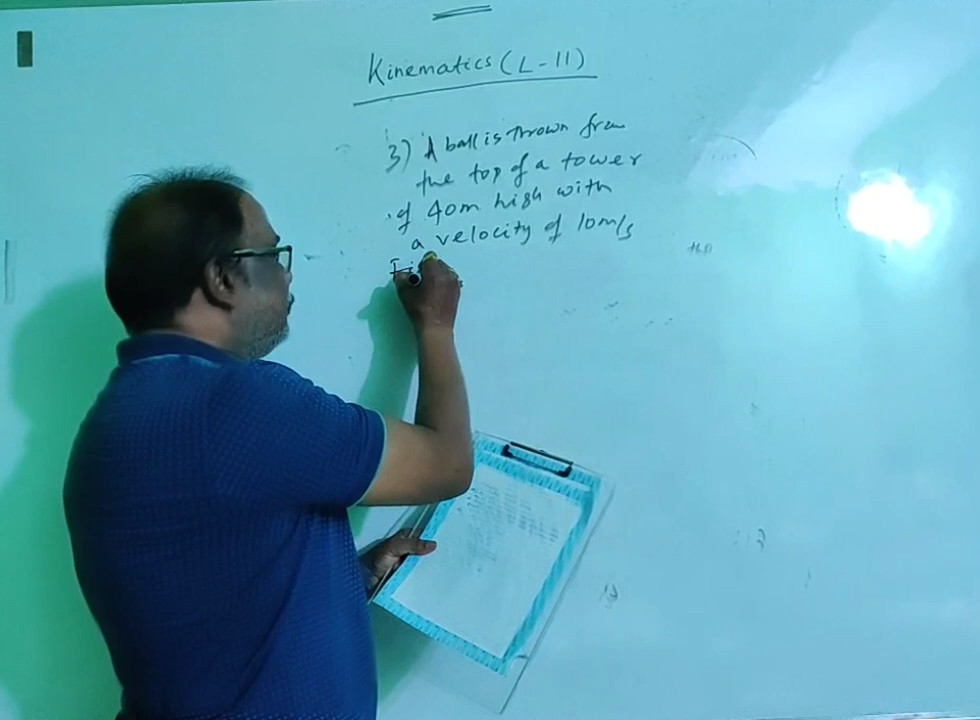 Kinematics (L-11)
3) A ball is thrown from
the top of a tower
of 40m high with
a velocity of 10m/s